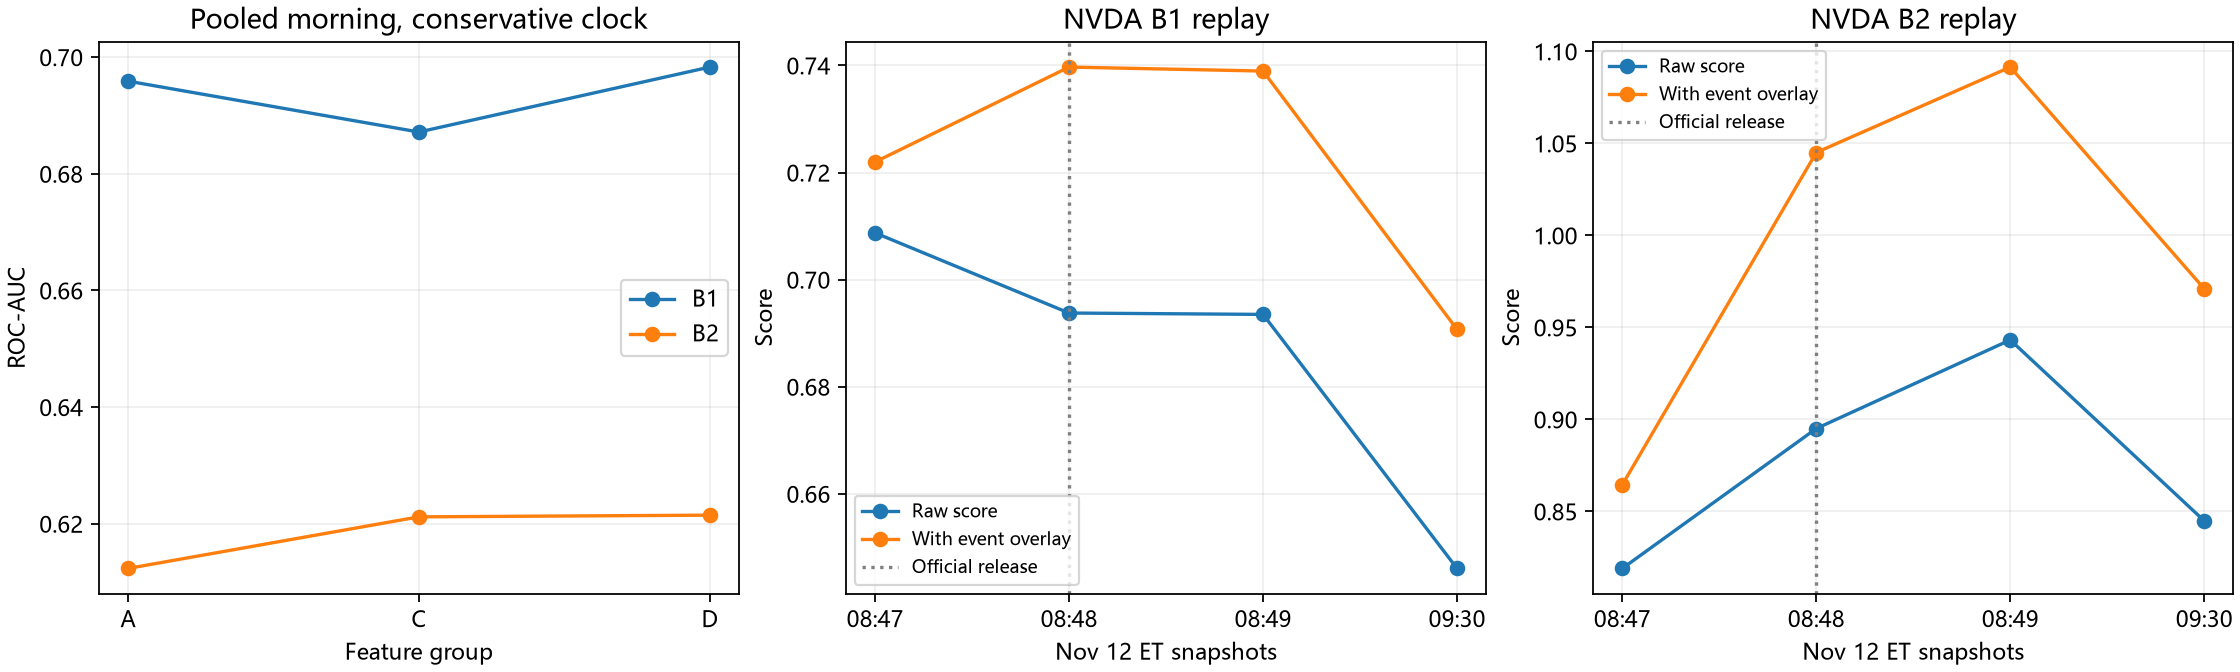 Pooled morning, conservative clock
ROC-AUC
0.70
0.68
0.66
0.64
0.62
B1
B2
A
C
D
Feature group
NVDA B1 replay
Score
0.74
0.72
0.70
0.68
0.66
Raw score
With event overlay
Official release
08:47
08:48
08:49
09:30
Nov 12 ET snapshots
NVDA B2 replay
Score
1.10
1.05
1.00
0.95
0.90
0.85
Raw score
With event overlay
Official release
08:47
08:48
08:49
09:30
Nov 12 ET snapshots